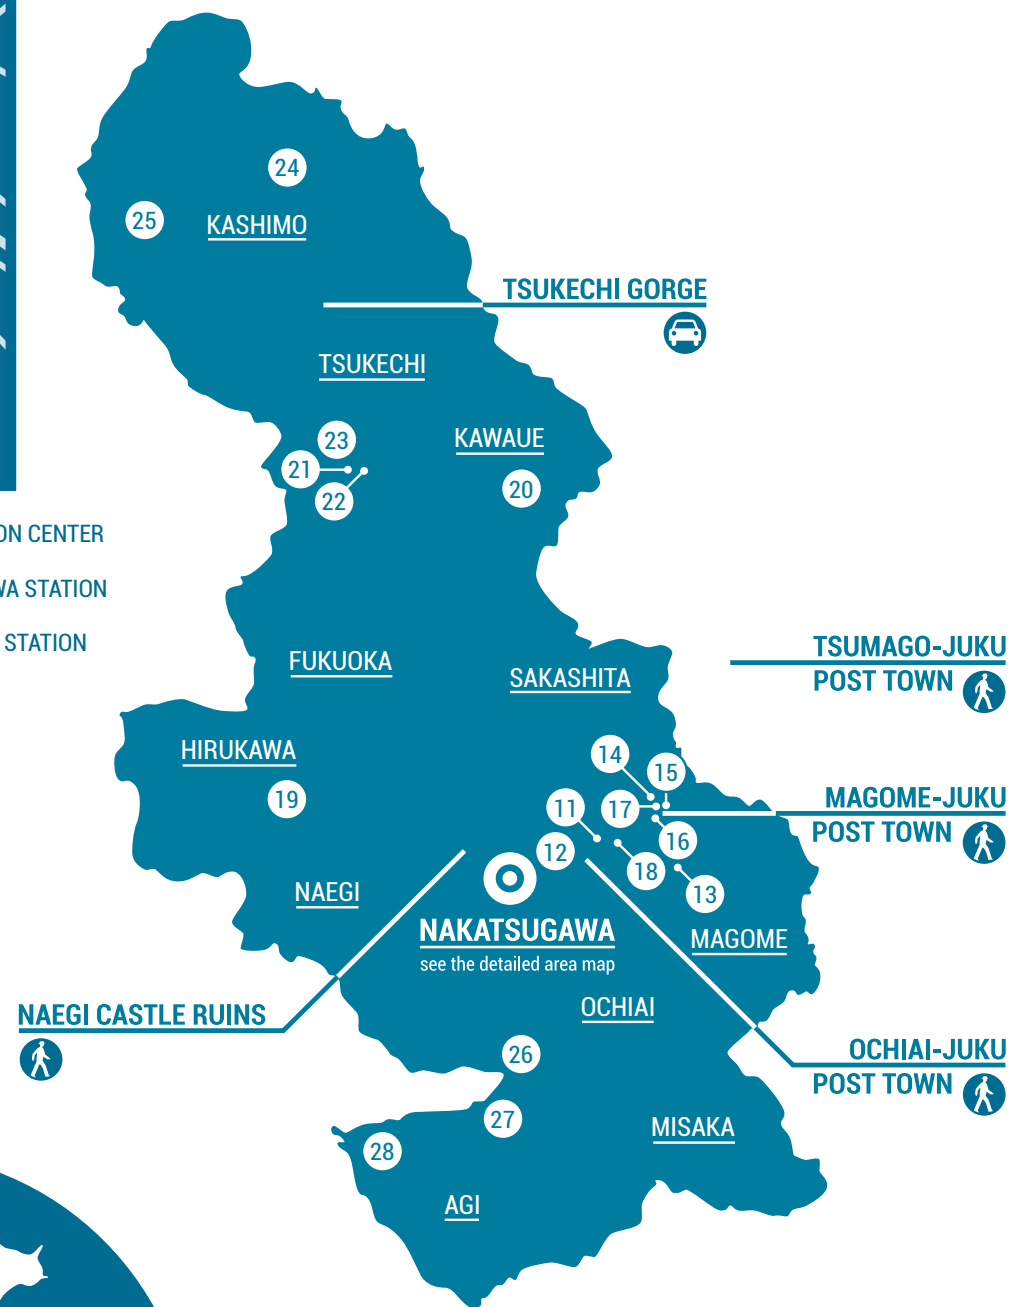 24
25
KASHIMO
TSUKECHI GORGE
TSUKECHI
23
KAWAUE
21
22
20
ON CENTER
WA STATION
STATION
FUKUOKA
SAKASHITA
TSUMAGO-JUKU
POST TOWN
HIRUKAWA
14
15
19
11
17
MAGOME-JUKU
POST TOWN
16
12
18
13
NAEGI
NAKATSUGAWA
see the detailed area map
MAGOME
NAEGI CASTLE RUINS
OCHIAI
OCHIAI-JUKU
POST TOWN
26
27
MISAKA
28
AGI